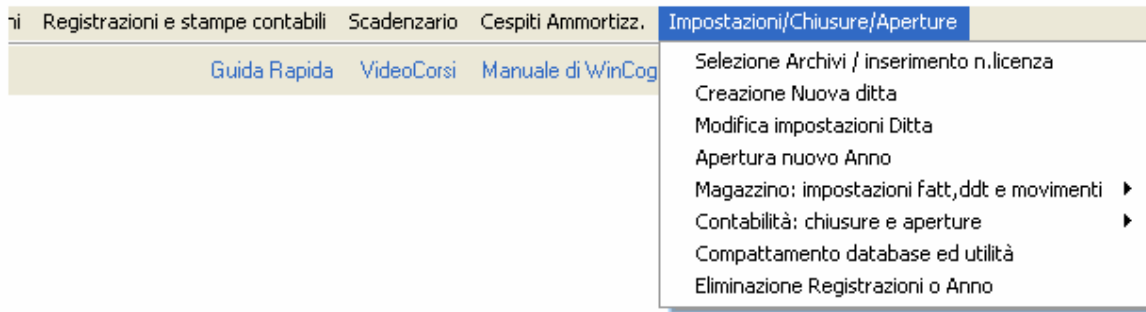 ni Registrazioni e stampe contabili Scadenzario Cespiti Ammortizz. Impostazioni/Chiusure/Aperture
Guida Rapida VideoCorsi Manuale di WinCog
Selezione Archivi / inserimento n.licenza
Creazione Nuova ditta
Modifica impostazioni Ditta
Apertura nuovo Anno
Magazzino: impostazioni fatt,ddt e movimenti
Contabilità: chiusure e aperture
Compattamento database ed utilità
Eliminazione Registrazioni o Anno